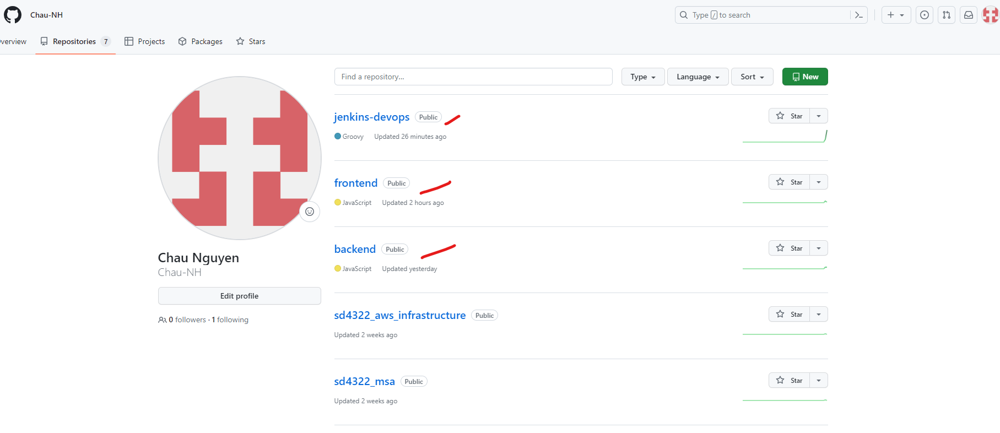 Chau-NH
Type / to search
verview Repositories 7 Projects Packages Stars
Find a repository... Type Language Sort New
jenkins-devops Public Star
Groovy Updated 26 minutes ago
frontend Public Star
JavaScript Updated 2 hours ago
backend Public Star
JavaScript Updated yesterday
Chau Nguyen
Chau-NH
Edit profile
0 followers · 1 following
sd4322_aws_infrastructure Public Star
Updated 2 weeks ago
sd4322_msa Public Star
Updated 2 weeks ago